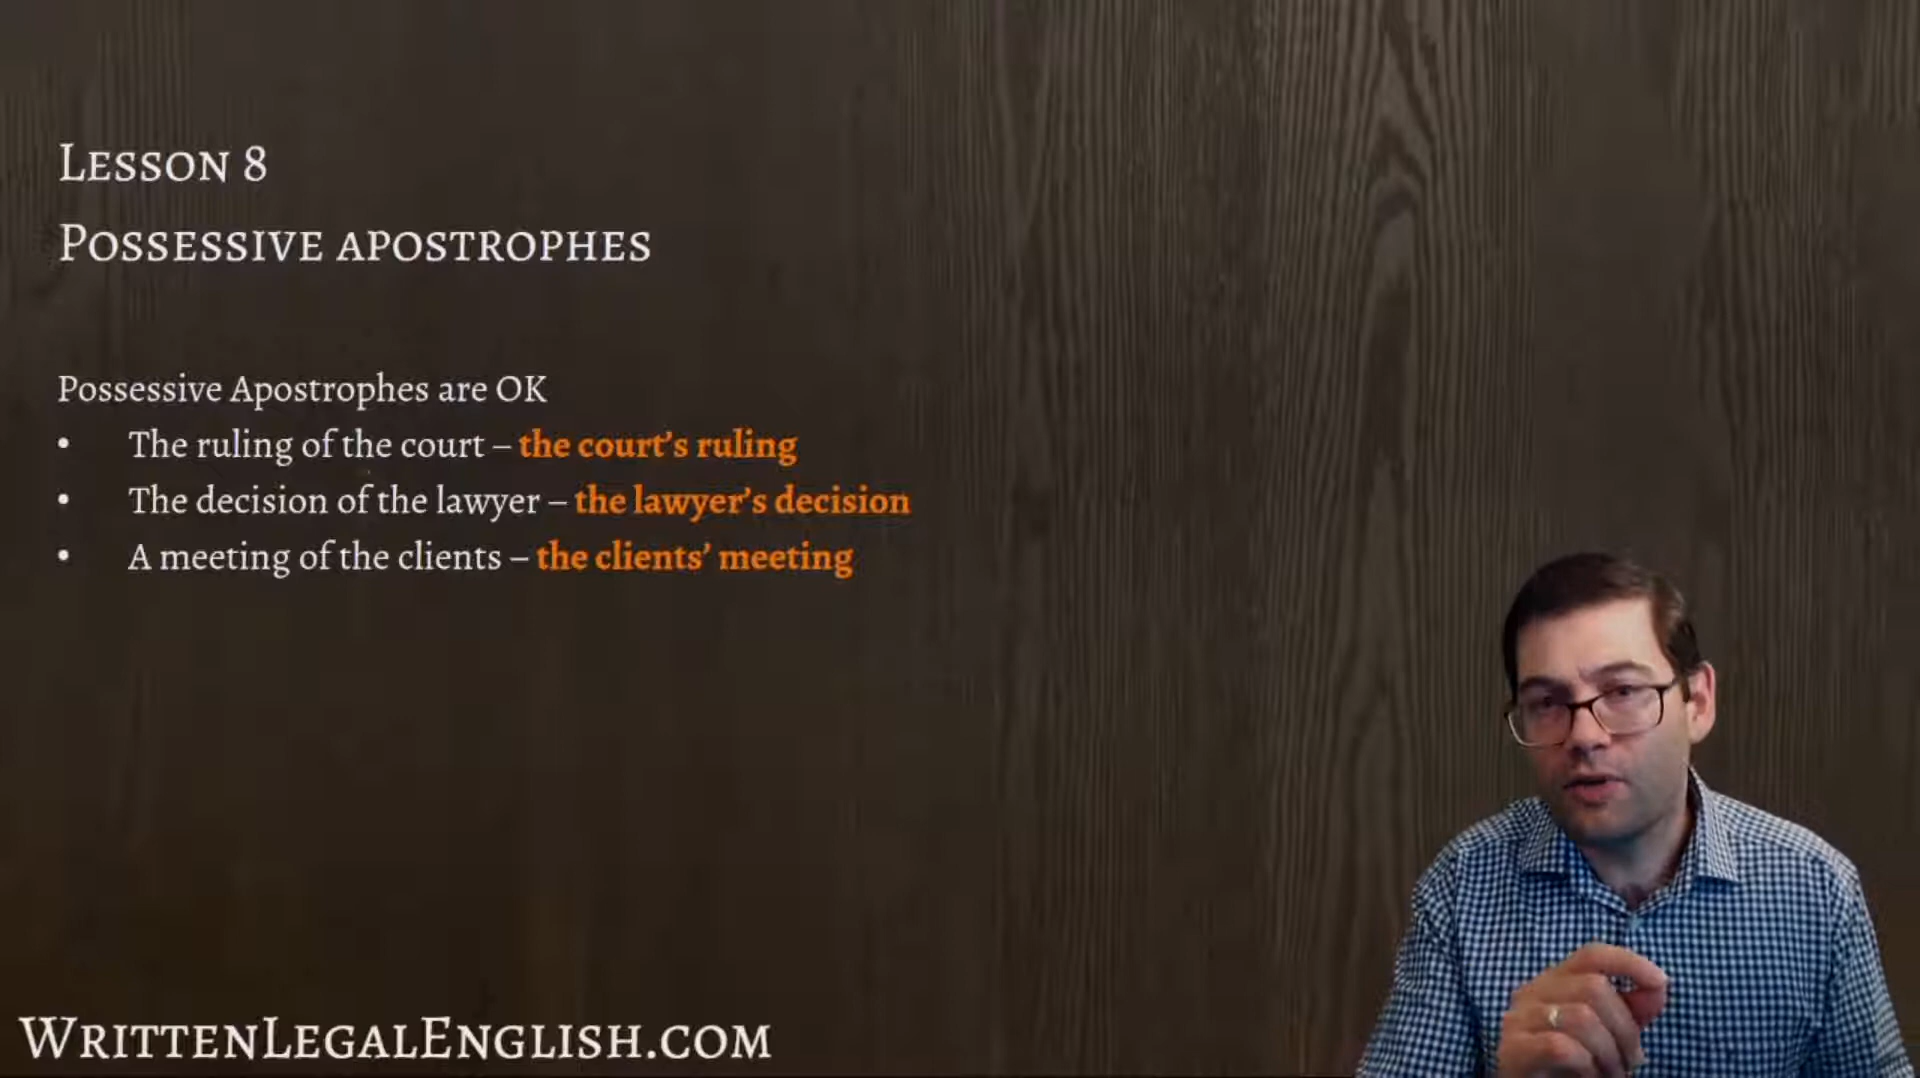 Lesson 8
Possessive apostrophes
Possessive Apostrophes are OK
• The ruling of the court – the court’s ruling
• The decision of the lawyer – the lawyer’s decision
• A meeting of the clients – the clients’ meeting
WrittenLegalEnglish.com